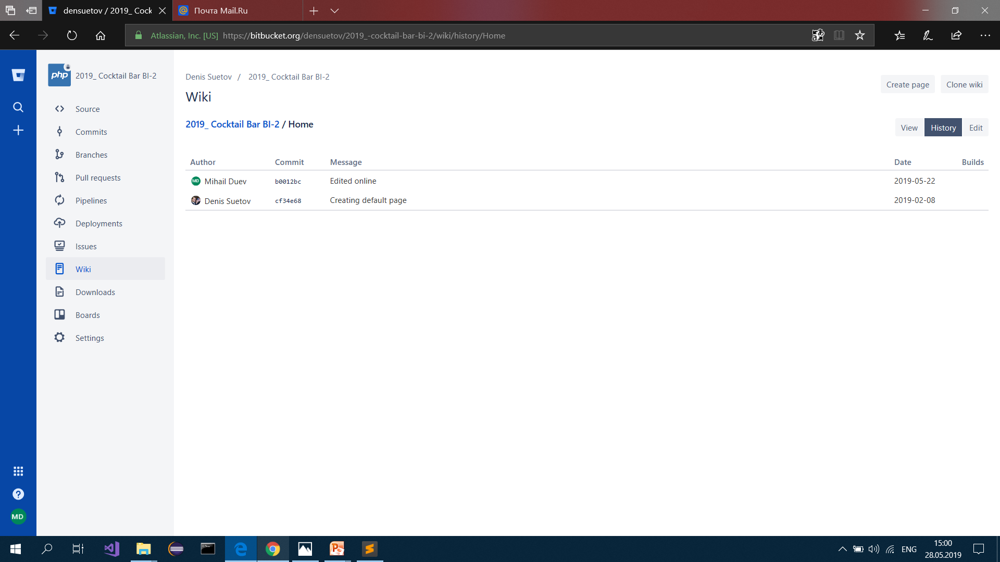 densuetov / 2019_ Cock
Почта Mail.Ru
Atlassian, Inc. [US] https://bitbucket.org/densuetov/2019_-cocktail-bar-bi-2/wiki/history/Home
php
2019_ Cocktail Bar BI-2
Source
Commits
Branches
Pull requests
Pipelines
Deployments
Issues
Wiki
Downloads
Boards
Settings
MD
Denis Suetov / 2019_ Cocktail Bar BI-2
Create page
Clone wiki
Wiki
2019_ Cocktail Bar BI-2 / Home
View
History
Edit
Author Commit Message Date Builds
MD Mihail Duev b0012bc Edited online 2019-05-22
Denis Suetov cf34e68 Creating default page 2019-02-08
ENG
15:00
28.05.2019